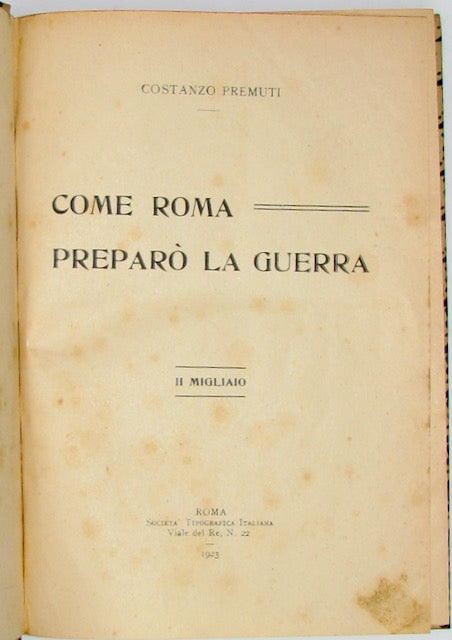 COSTANZO PREMUTI
COME ROMA
PREPARÒ LA GUERRA
II MIGLIAIO
ROMA
SOCIETA' TIPOGRAFICA ITALIANA
Viale del Re, N. 22
1923